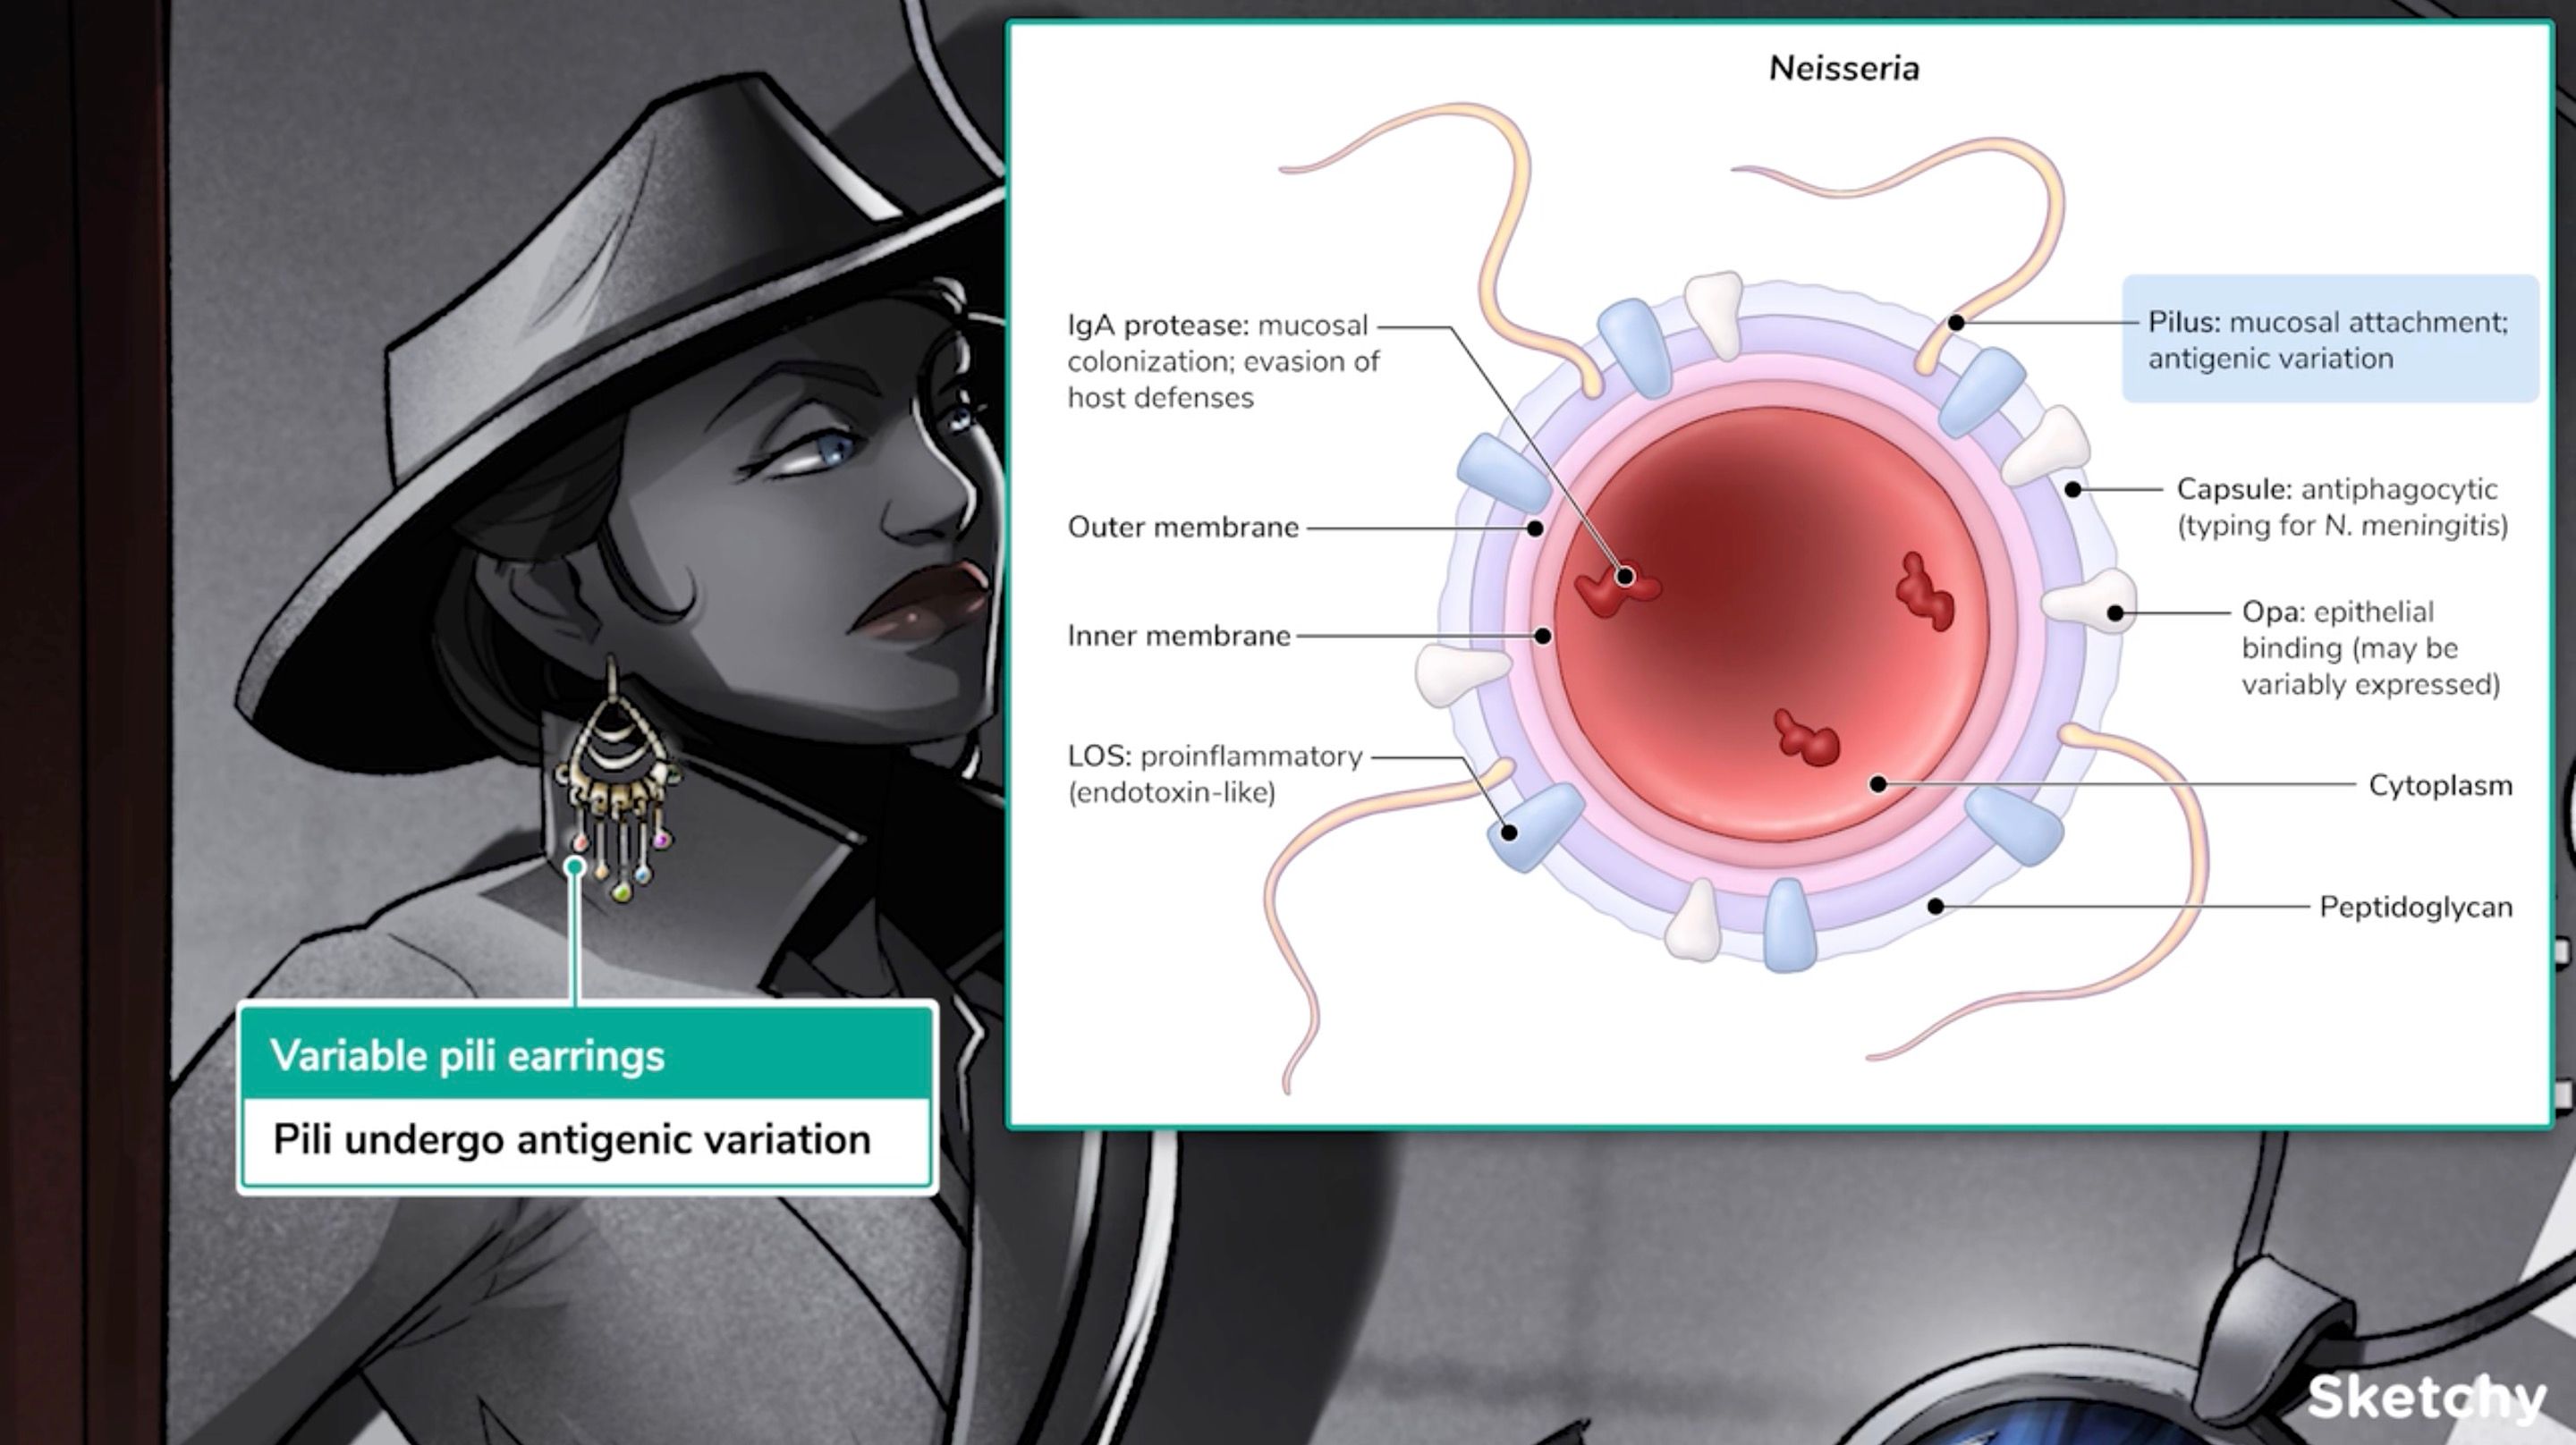 Neisseria
IgA protease: mucosal
colonization; evasion of
host defenses
Outer membrane
Inner membrane
LOS: proinflammatory
(endotoxin-like)
Pilus: mucosal attachment;
antigenic variation
Capsule: antiphagocytic
(typing for N. meningitis)
Opa: epithelial
binding (may be
variably expressed)
Cytoplasm
Peptidoglycan
Variable pili earrings
Pili undergo antigenic variation
Sketchy